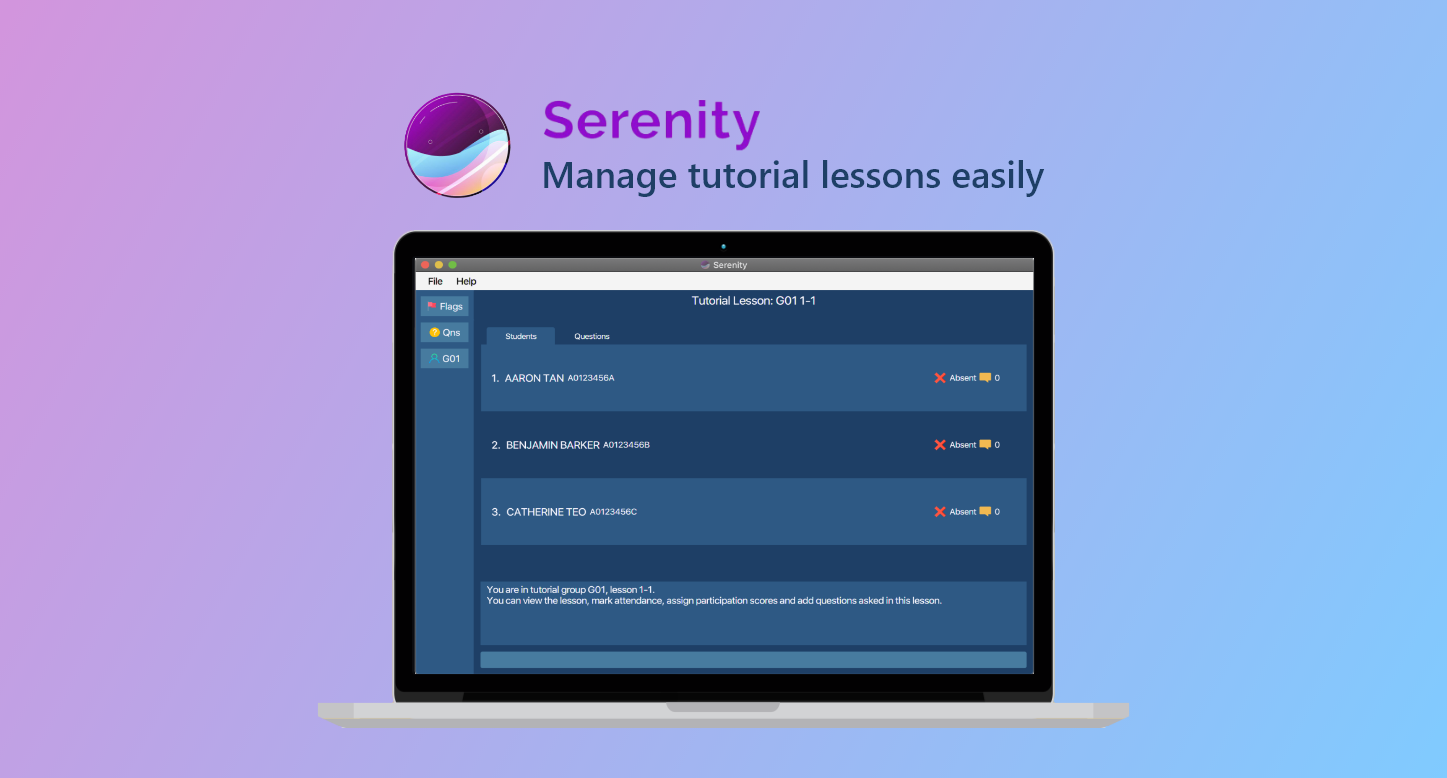 Serenity
Manage tutorial lessons easily
Serenity
File Help
Flags
Qns
G01
Tutorial Lesson: G01 1-1
Students Questions
1. AARON TAN A0123456A Absent 0
2. BENJAMIN BARKER A0123456B Absent 0
3. CATHERINE TEO A0123456C Absent 0
You are in tutorial group G01, lesson 1-1.
You can view the lesson, mark attendance, assign participation scores and add questions asked in this lesson.